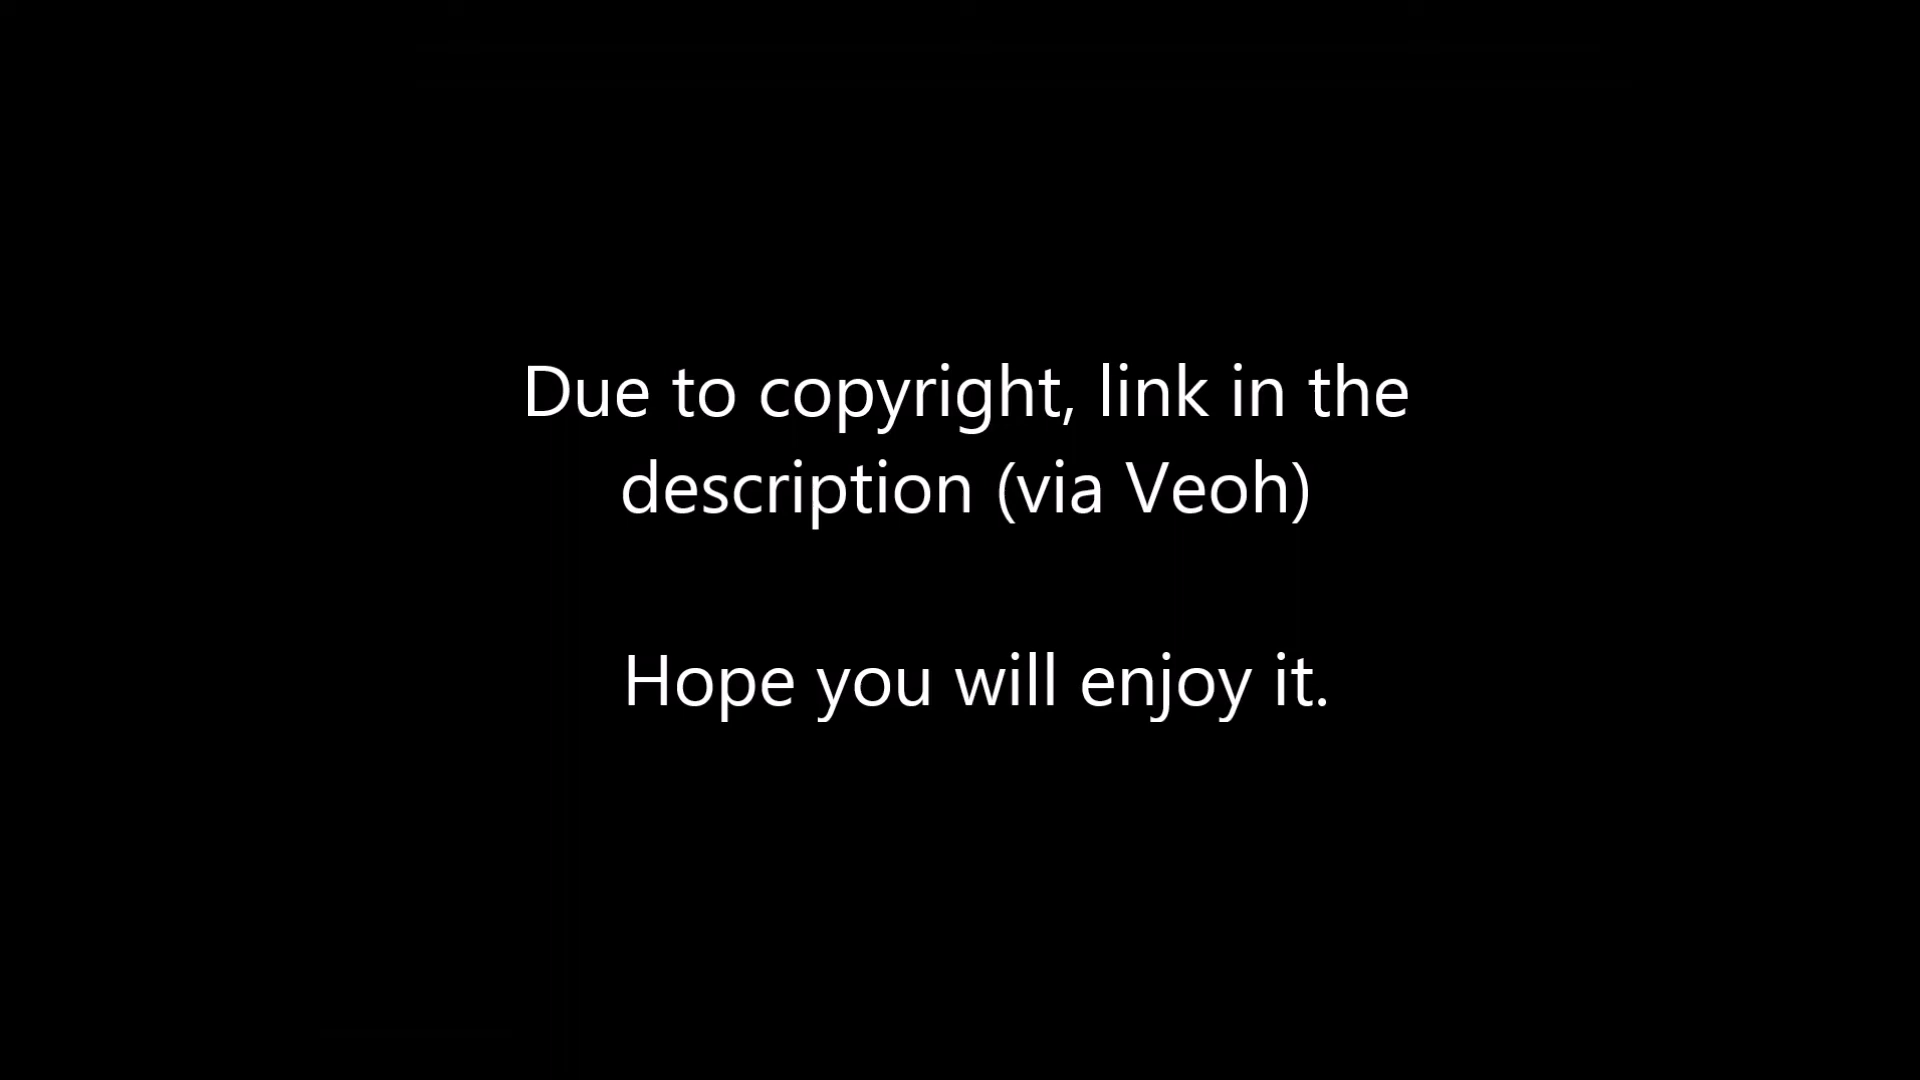 Due to copyright, link in the
description (via Veoh)
Hope you will enjoy it.